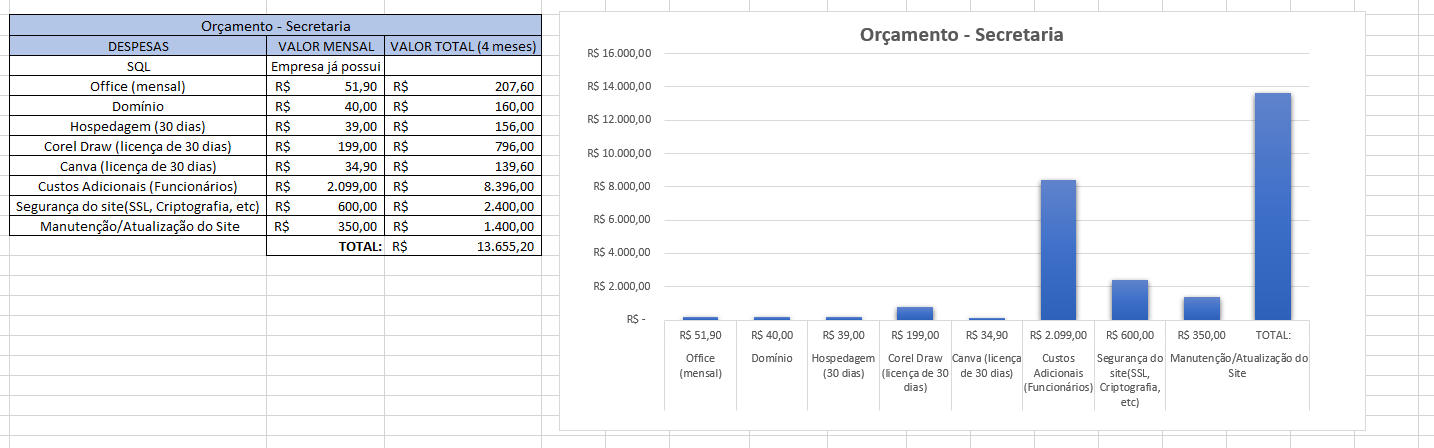 Orçamento - Secretaria
DESPESAS VALOR MENSAL VALOR TOTAL (4 meses)
SQL Empresa já possui
Office (mensal) R$ 51,90 R$ 207,60
Domínio R$ 40,00 R$ 160,00
Hospedagem (30 dias) R$ 39,00 R$ 156,00
Corel Draw (licença de 30 dias) R$ 199,00 R$ 796,00
Canva (licença de 30 dias) R$ 34,90 R$ 139,60
Custos Adicionais (Funcionários) R$ 2.099,00 R$ 8.396,00
Segurança do site(SSL, Criptografia, etc) R$ 600,00 R$ 2.400,00
Manutenção/Atualização do Site R$ 350,00 R$ 1.400,00
TOTAL: R$ 13.655,20
Orçamento - Secretaria
R$ 16.000,00
R$ 14.000,00
R$ 12.000,00
R$ 10.000,00
R$ 8.000,00
R$ 6.000,00
R$ 4.000,00
R$ 2.000,00
R$ -
R$ 51,90 R$ 40,00 R$ 39,00 R$ 199,00 R$ 34,90 R$ 2.099,00 R$ 600,00 R$ 350,00 TOTAL:
Office
(mensal)
Domínio
Hospedagem
(30 dias)
Corel Draw
(licença de 30
dias)
Canva (licença
de 30 dias)
Custos
Adicionais
(Funcionários)
Segurança do
site(SSL,
Criptografia,
etc)
Manutenção/Atualização do
Site